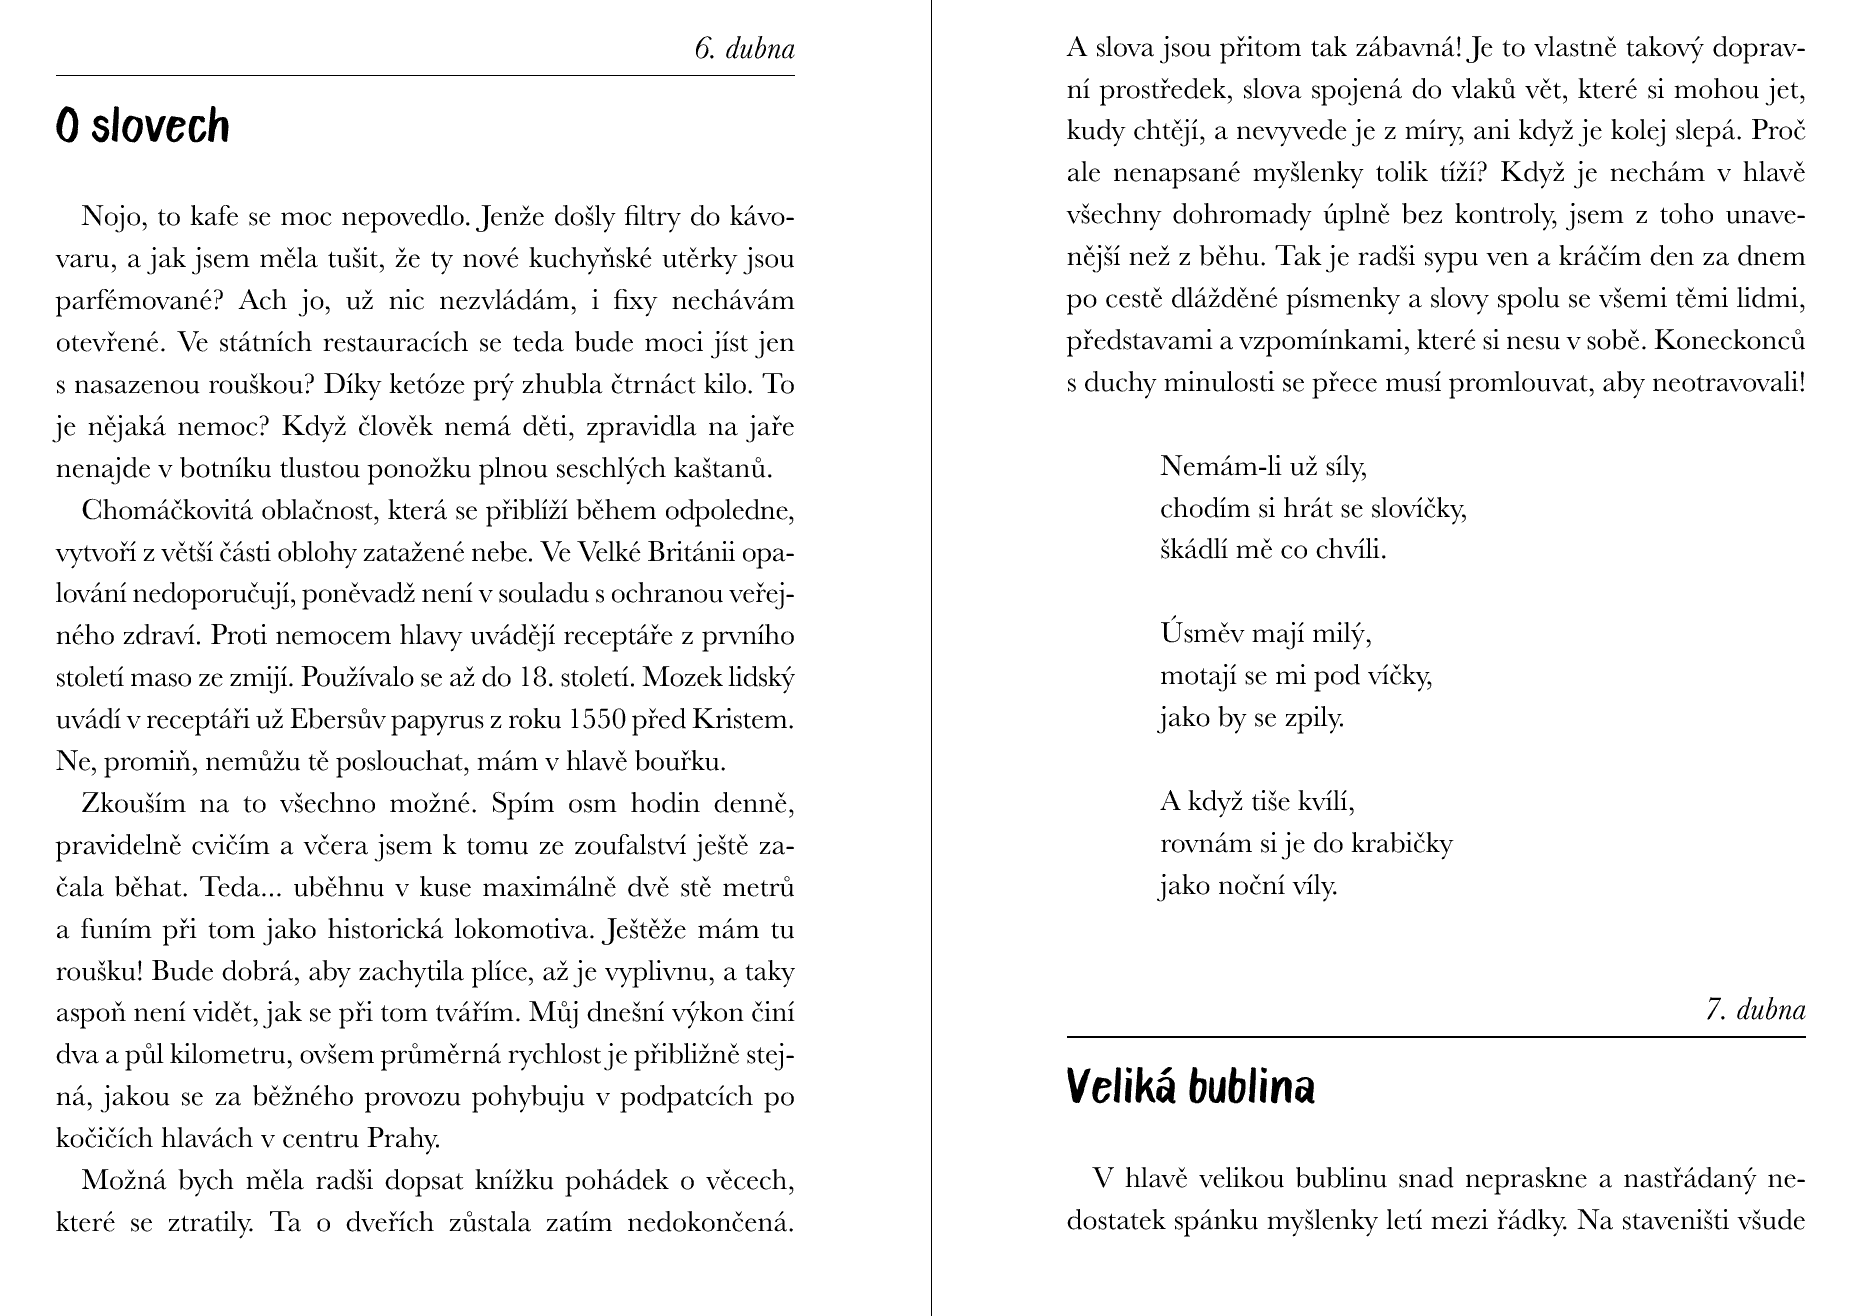 6. dubna
O slovech
Nojo, to kafe se moc nepovedlo. Jenže došly filtry do kávo-
varu, a jak jsem měla tušit, že ty nové kuchyňské utěrky jsou
parfémované? Ach jo, už nic nezvládám, i fixy nechávám
otevřené. Ve státních restauracích se teda bude moci jíst jen
s nasazenou rouškou? Díky ketóze prý zhubla čtrnáct kilo. To
je nějaká nemoc? Když člověk nemá děti, zpravidla na jaře
nenajde v botníku tlustou ponožku plnou seschlých kaštanů.
Chomáčkovitá oblačnost, která se přiblíží během odpoledne,
vytvoří z větší části oblohy zatažené nebe. Ve Velké Británii opa-
lování nedoporučují, poněvadž není v souladu s ochranou veřej-
ného zdraví. Proti nemocem hlavy uvádějí receptáře z prvního
století maso ze zmijí. Používalo se až do 18. století. Mozek lidský
uvádí v receptáři už Ebersův papyrus z roku 1550 před Kristem.
Ne, promiň, nemůžu tě poslouchat, mám v hlavě bouřku.
Zkouším na to všechno možné. Spím osm hodin denně,
pravidelně cvičím a včera jsem k tomu ze zoufalství ještě za-
čala běhat. Teda... uběhnu v kuse maximálně dvě stě metrů
a funím při tom jako historická lokomotiva. Ještěže mám tu
roušku! Bude dobrá, aby zachytila plíce, až je vyplivnu, a taky
aspoň není vidět, jak se při tom tvářím. Můj dnešní výkon činí
dva a půl kilometru, ovšem průměrná rychlost je přibližně stej-
ná, jakou se za běžného provozu pohybuju v podpatcích po
kočičích hlavách v centru Prahy.
Možná bych měla radši dopsat knížku pohádek o věcech,
které se ztratily. Ta o dveřích zůstala zatím nedokončená.
A slova jsou přitom tak zábavná! Je to vlastně takový doprav-
ní prostředek, slova spojená do vlaků vět, které si mohou jet,
kudy chtějí, a nevyvede je z míry, ani když je kolej slepá. Proč
ale nenapsané myšlenky tolik tíží? Když je nechám v hlavě
všechny dohromady úplně bez kontroly, jsem z toho unave-
nější než z běhu. Tak je radši sypu ven a kráčím den za dnem
po cestě dlážděné písmenky a slovy spolu se všemi těmi lidmi,
představami a vzpomínkami, které si nesu v sobě. Koneckonců
s duchy minulosti se přece musí promlouvat, aby neotravovali!
Nemám-li už síly,
chodím si hrát se slovíčky,
škádlí mě co chvíli.
Úsměv mají milý,
motají se mi pod víčky,
jako by se zpily.
A když tiše kvílí,
rovnám si je do krabičky
jako noční víly.
7. dubna
Veliká bublina
V hlavě velikou bublinu snad nepraskne a nastřádaný ne-
dostatek spánku myšlenky letí mezi řádky. Na staveništi všude